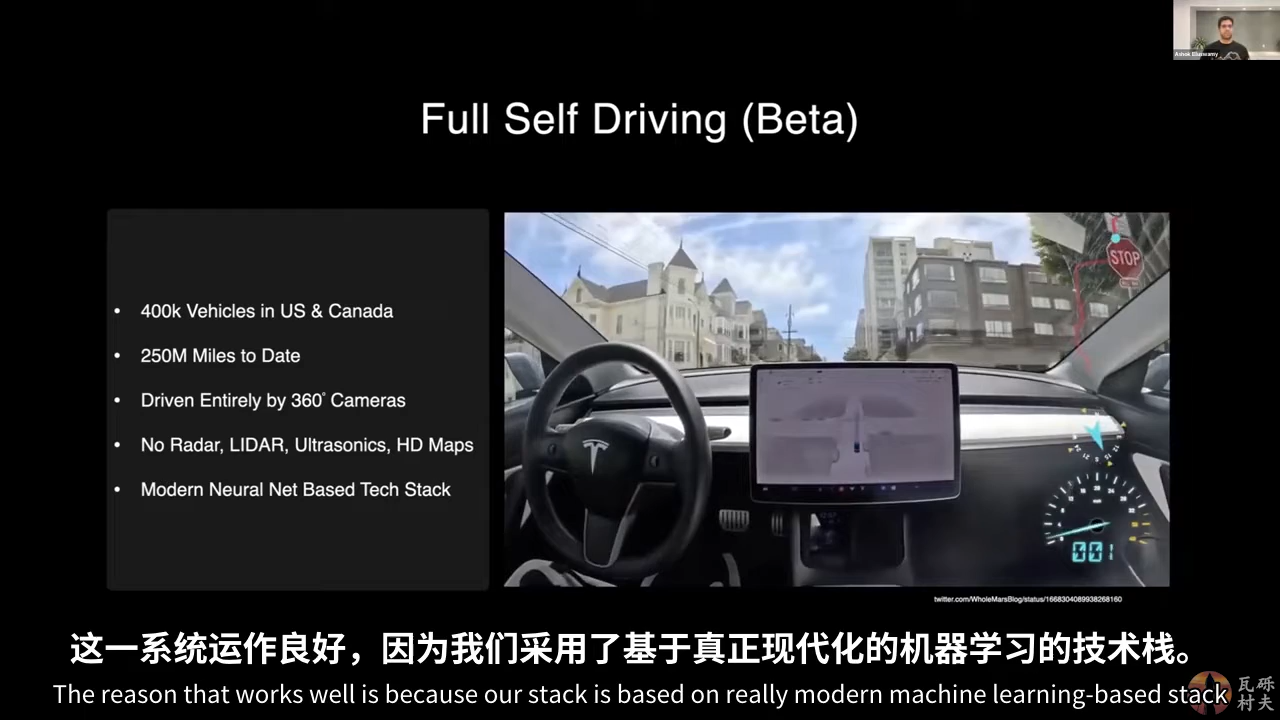 Ashok Elluswamy
Full Self Driving (Beta)
• 400k Vehicles in US & Canada
• 250M Miles to Date
• Driven Entirely by 360° Cameras
• No Radar, LIDAR, Ultrasonics, HD Maps
• Modern Neural Net Based Tech Stack
STOP
001
twitter.com/WholeMarsBlog/status/1668304089938268160
这一系统运作良好，因为我们采用了基于真正现代化的机器学习的技术栈。
The reason that works well is because our stack is based on really modern machine learning-based stack
瓦砾
村夫